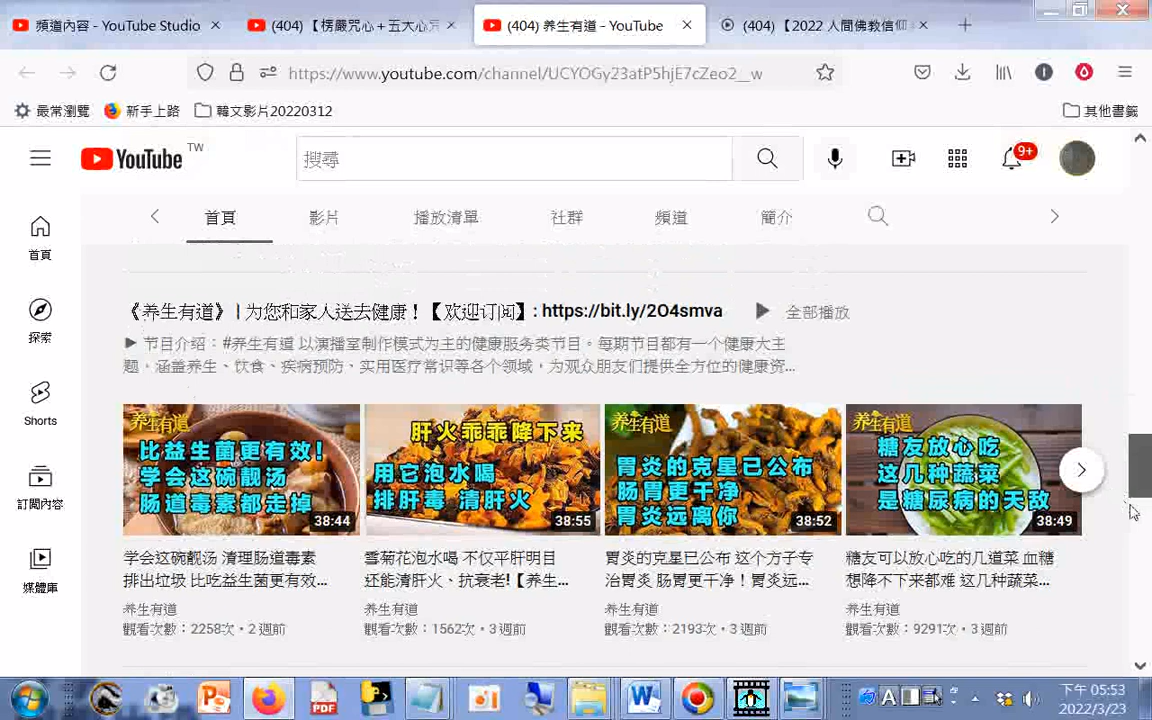 頻道內容 - YouTube Studio
(404) 【楞嚴咒心＋五大心咒
(404) 养生有道 - YouTube
(404) 【2022 人間佛教信仰
https://www.youtube.com/channel/UCYOGy23atP5hjE7cZeo2__w
最常瀏覽
新手上路
韓文影片20220312
其他書籤
YouTube TW
搜尋
9+
首頁
影片
播放清單
社群
頻道
簡介
首頁
探索
Shorts
訂閱內容
媒體庫
《养生有道》 | 为您和家人送去健康！【欢迎订阅】: https://bit.ly/2O4smva
全部播放
▶ 节目介绍：#养生有道 以演播室制作模式为主的健康服务类节目。每期节目都有一个健康大主
题，涵盖养生、饮食、疾病预防、实用医疗常识等各个领域，为观众朋友们提供全方位的健康资...
养生有道
比益生菌更有效!
学会这碗靓汤
肠道毒素都走掉
38:44
肝火乖乖降下来
用它泡水喝
排肝毒 清肝火
38:55
养生有道
胃炎的克星已公布
肠胃更干净
胃炎远离你
38:52
养生有道
糖友放心吃
这几种蔬菜
是糖尿病的天敌
38:49
学会这碗靓汤 清理肠道毒素
排出垃圾 比吃益生菌更有效...
养生有道
觀看次數：2258次・2 週前
雪菊花泡水喝 不仅平肝明目
还能清肝火、抗衰老!【养生...
养生有道
觀看次數：1562次・3 週前
胃炎的克星已公布 这个方子专
治胃炎 肠胃更干净！胃炎远...
养生有道
觀看次數：2193次・3 週前
糖友可以放心吃的几道菜 血糖
想降不下来都难 这几种蔬菜...
养生有道
觀看次數：9291次・3 週前
PDF
A
下午 05:53
2022/3/23